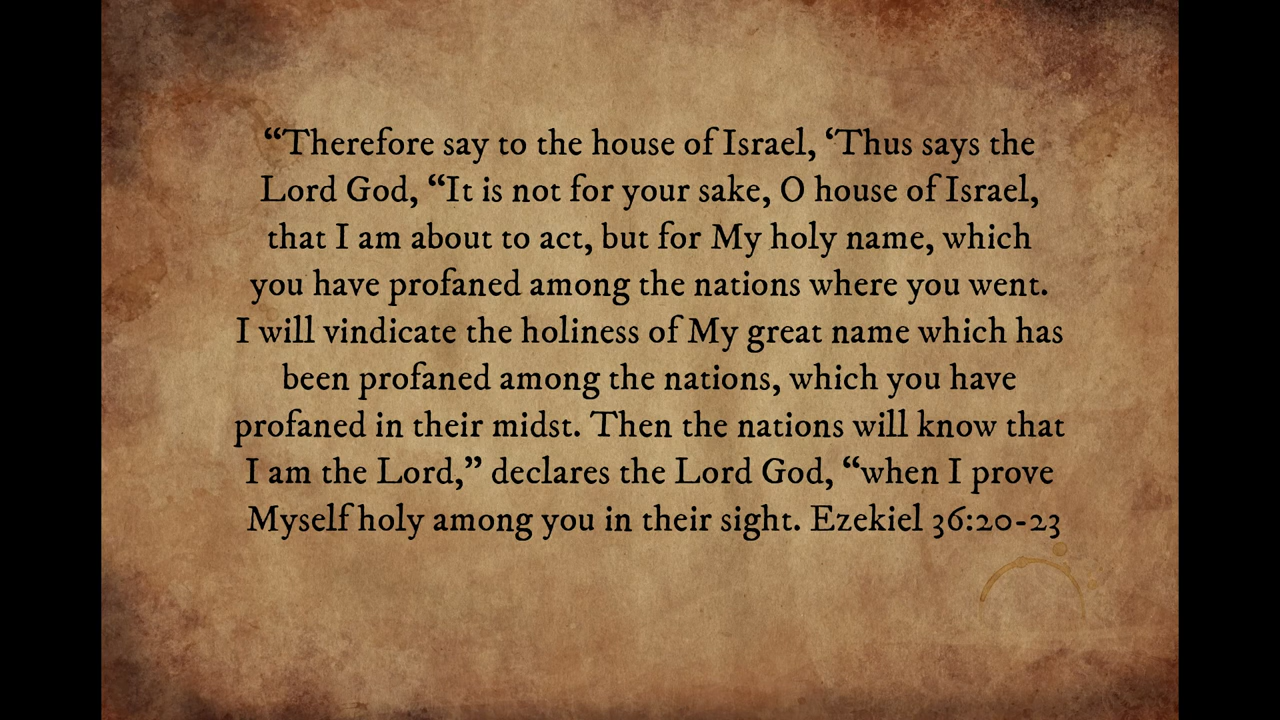 “Therefore say to the house of Israel, ‘Thus says the
Lord God, “It is not for your sake, O house of Israel,
that I am about to act, but for My holy name, which
you have profaned among the nations where you went.
I will vindicate the holiness of My great name which has
been profaned among the nations, which you have
profaned in their midst. Then the nations will know that
I am the Lord,” declares the Lord God, “when I prove
Myself holy among you in their sight. Ezekiel 36:20-23